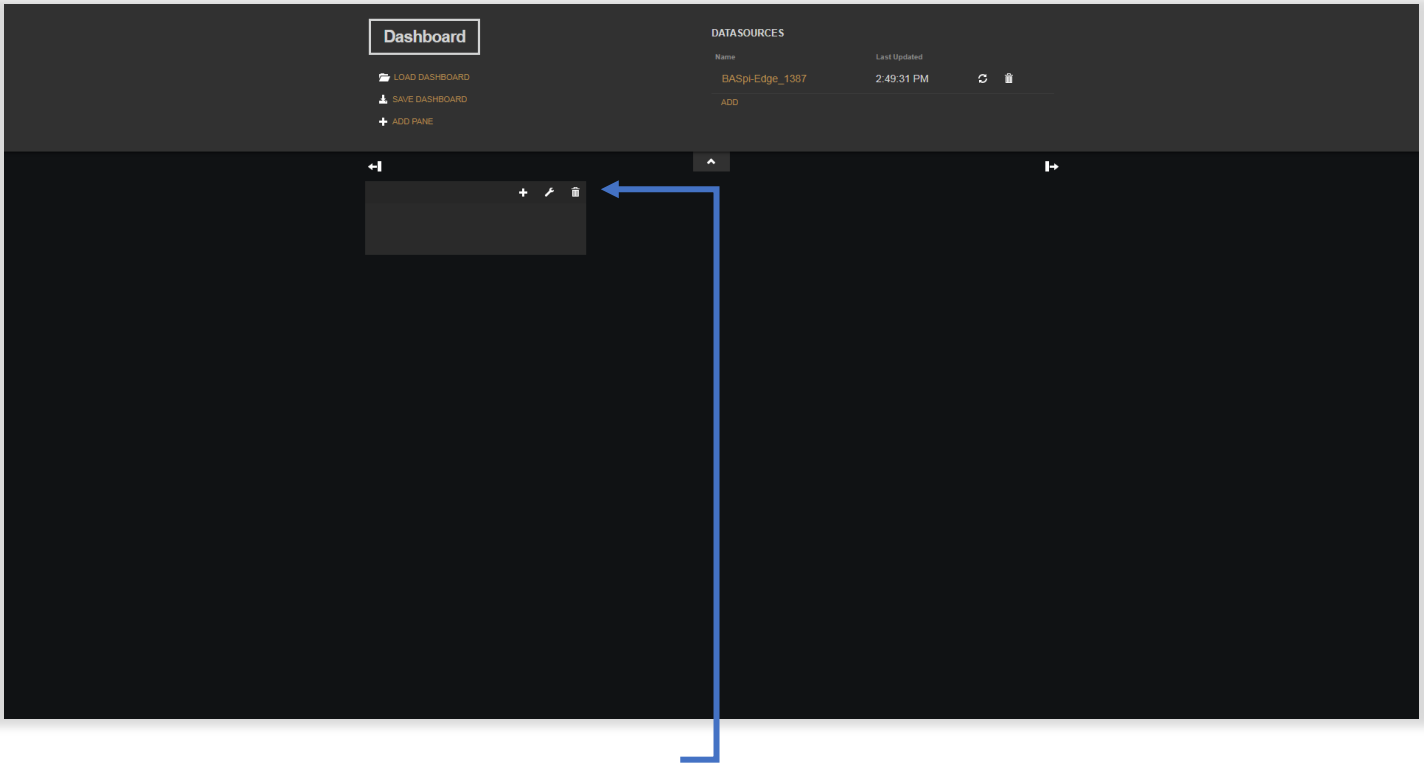 Dashboard
LOAD DASHBOARD
SAVE DASHBOARD
ADD PANE
DATASOURCES
Name Last Updated
BASpi-Edge_1387 2:49:31 PM
ADD